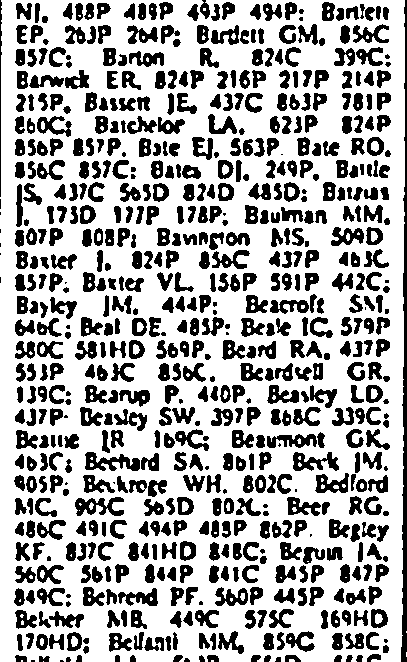 NJ, 488P 489P 493P 494P; Bartlett
EP, 263P 264P; Bartlett GM, 856C
857C; Barton R, 824C 399C;
Barwick ER, 824P 216P 217P 214P
215P, Bassett JE, 437C 863P 781P
860C; Batchelor LA, 623P 824P
856P 857P, Bate EJ, 563P, Bate RO,
856C 857C; Bates DJ, 249P, Battle
JS, 437C 565D 824D 485D; Batzias
J, 173D 177P 178P; Bauman MM,
807P 808P; Bavington MS, 509D
Baxter J, 824P 856C 437P 463C
857P; Baxter VL, 156P 591P 442C;
Bayley JM, 444P; Beacroft SM,
646C; Beal DE, 485P; Beale IC, 579P
580C 581HD 569P, Beard RA, 437P
553P 463C 856C, Beardsell GR,
139C; Bearup P, 440P, Beasley LD,
437P; Beasley SW, 397P 868C 339C;
JR 169C; Beaumont GK,
463C; Bechard SA, 861P Beck JM,
905P; Beckroge WH, 802C, Bedford
MC, 905C 565D 802C; Beer RG,
486C 491C 494P 485P 862P, Begley
KF, 837C 841HD 848C; Beguin JA,
560C 561P 844P 841C 845P 847P
849C; Behrend PF, 560P 445P 464P
Belcher MB, 449C 575C 169HD
170HD; Belfanti MM, 859C 858C;